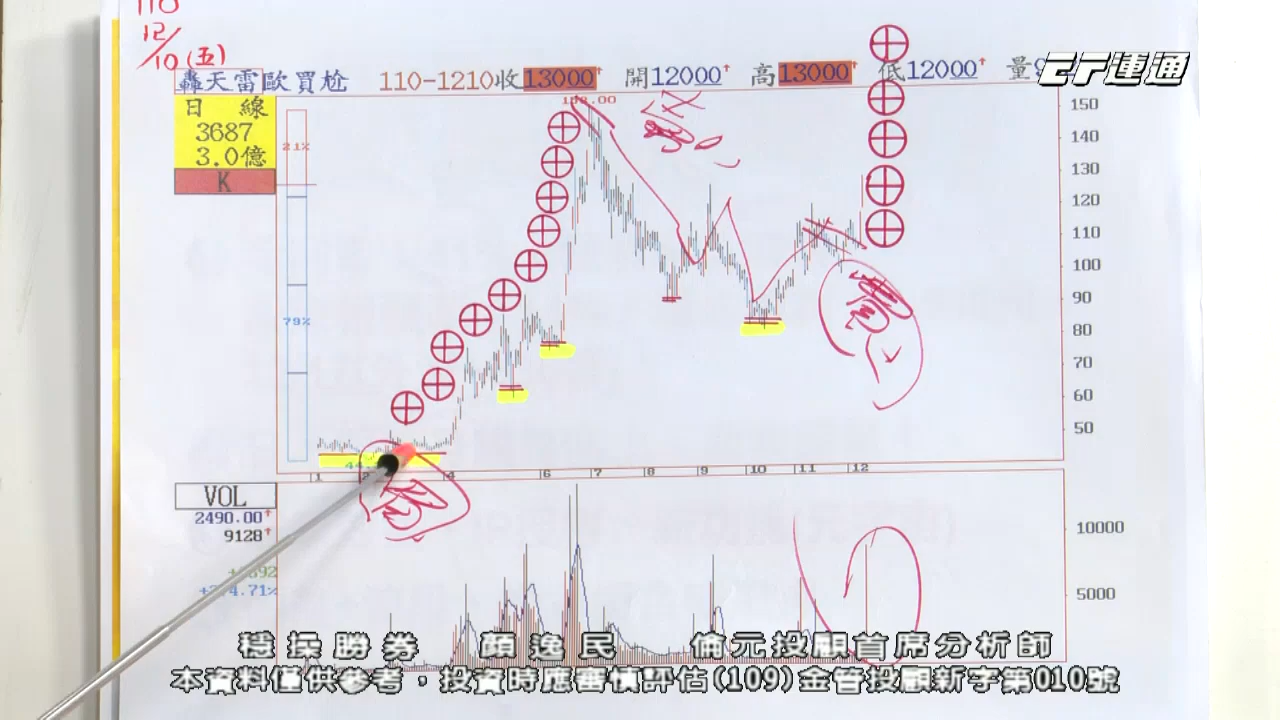 110
12/10(五)
轟天雷歐買尬 110-1210收13000↑ 開12000↑ 高13000↑ 低12000↑ 量9
EF運通
日 線
3687
3.0億
K
21%
79%
150
140
130
120
110
100
90
80
70
60
50
1 2 4 6 7 8 9 10 11 12
VOL
2490.00↑
9128↑
10000
5000
穩操勝券 顏逸民 倫元投顧首席分析師
本資料僅供參考,投資時應審慎評估(109)金管投顧新字第010號